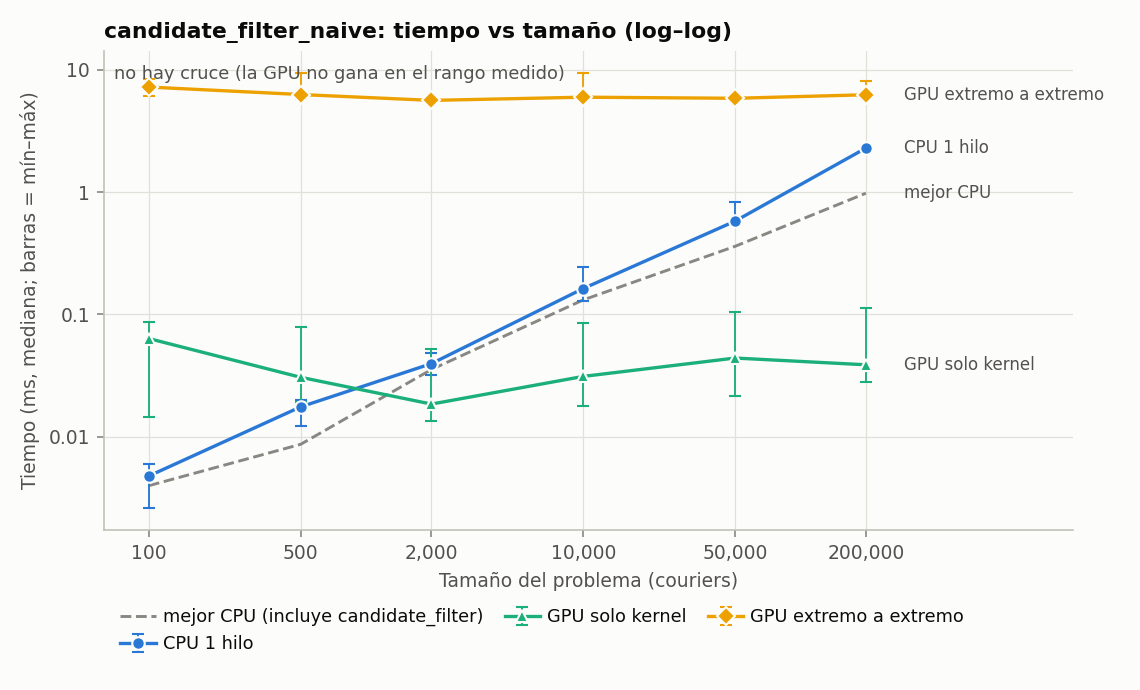 candidate_filter_naive: tiempo vs tamaño (log–log)
no hay cruce (la GPU no gana en el rango medido)
Tiempo (ms, mediana; barras = mín–máx)
10
1
0.1
0.01
GPU extremo a extremo
CPU 1 hilo
mejor CPU
GPU solo kernel
100
500
2,000
10,000
50,000
200,000
Tamaño del problema (couriers)
mejor CPU (incluye candidate_filter)
GPU solo kernel
GPU extremo a extremo
CPU 1 hilo